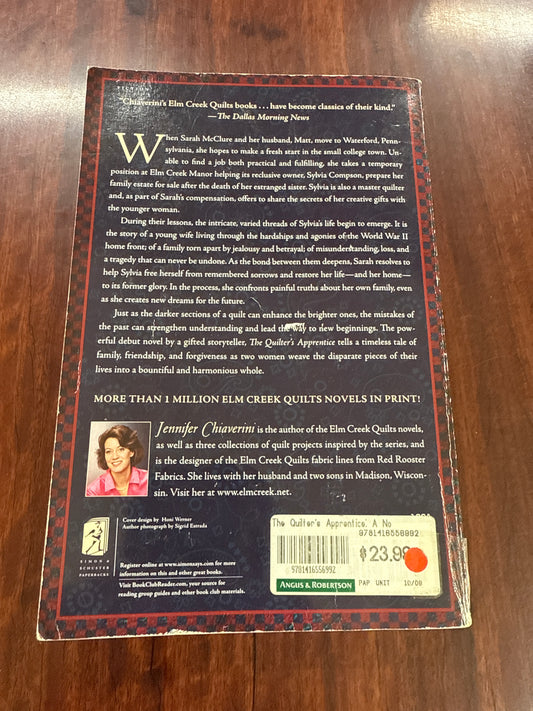 FICTION
"Chiaverini's Elm Creek Quilts books . . . have become classics of their kind."
—The Dallas Morning News
When Sarah McClure and her husband, Matt, move to Waterford, Penn-
sylvania, she hopes to make a fresh start in the small college town. Un-
able to find a job both practical and fulfilling, she takes a temporary
position at Elm Creek Manor helping its reclusive owner, Sylvia Compson, prepare her
family estate for sale after the death of her estranged sister. Sylvia is also a master quilter
and, as part of Sarah's compensation, offers to share the secrets of her creative gifts with
the younger woman.
During their lessons, the intricate, varied threads of Sylvia's life begin to emerge. It is
the story of a young wife living through the hardships and agonies of the World War II
home front; of a family torn apart by jealousy and betrayal; of misunderstanding, loss, and
a tragedy that can never be undone. As the bond between them deepens, Sarah resolves to
help Sylvia free herself from remembered sorrows and restore her life—and her home—
to its former glory. In the process, she confronts painful truths about her own family, even
as she creates new dreams for the future.
Just as the darker sections of a quilt can enhance the brighter ones, the mistakes of
the past can strengthen understanding and lead the way to new beginnings. The pow-
erful debut novel by a gifted storyteller, The Quilter's Apprentice tells a timeless tale of
family, friendship, and forgiveness as two women weave the disparate pieces of their
lives into a bountiful and harmonious whole.
MORE THAN 1 MILLION ELM CREEK QUILTS NOVELS IN PRINT!
Jennifer Chiaverini is the author of the Elm Creek Quilts novels,
as well as three collections of quilt projects inspired by the series, and
is the designer of the Elm Creek Quilts fabric lines from Red Rooster
Fabrics. She lives with her husband and two sons in Madison, Wiscon-
sin. Visit her at www.elmcreek.net.
Cover design by Honi Werner
Author photograph by Sigrid Estrada
SIMON &
SCHUSTER
PAPERBACKS
Register online at www.simonsays.com for more
information on this and other great books.
Visit BookClubReader.com, your source for
reading group guides and other book club materials.
The Quilter's Apprentice: A No
9781416556992
$23.99
9781416556992
ANGUS & ROBERTSON
PAP UNIT 10/08